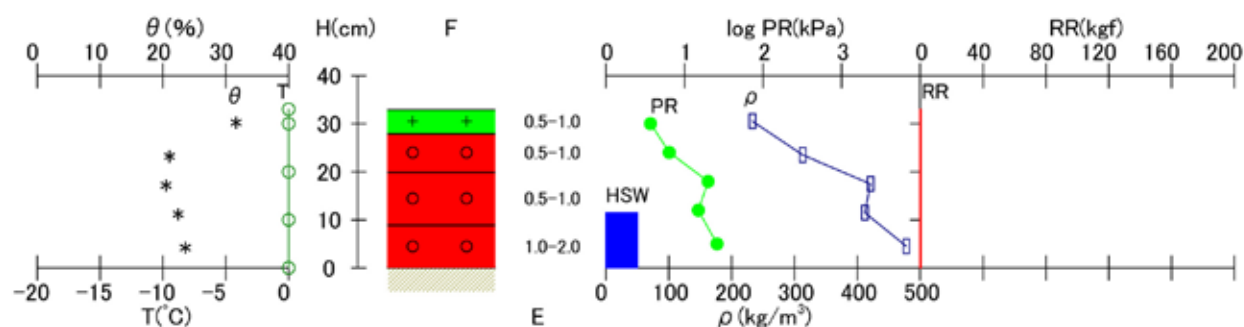 θ(%) H(cm) F log PR(kPa) RR(kgf)
0 10 20 30 40 0 1 2 3 0 40 80 120 160 200
40
θ T PR ρ RR
30 0.5-1.0
0.5-1.0
20
0.5-1.0 HSW
10
1.0-2.0
0
-20 -15 -10 -5 0 0 100 200 300 400 500
T(°C) E ρ (kg/m³)